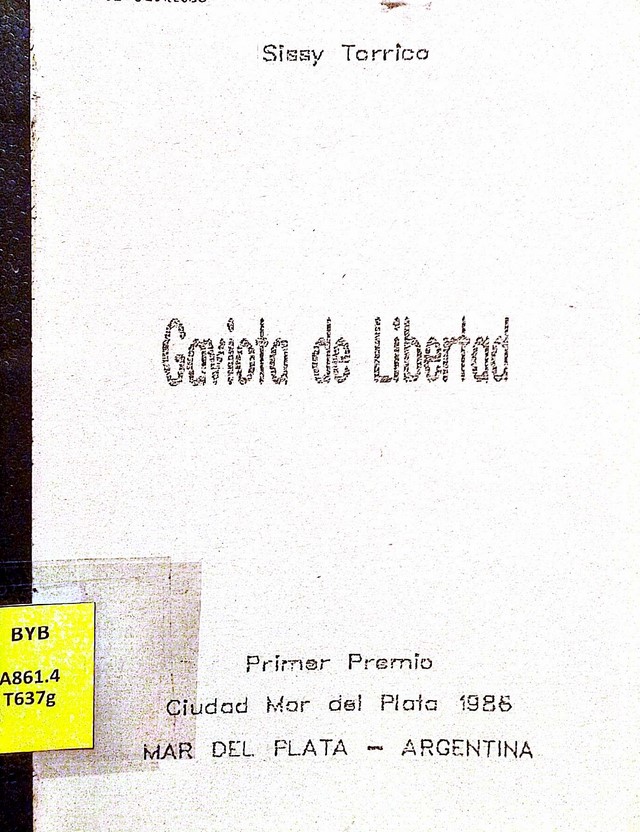 Sissy Torrico
Gaviota de Libertad
BYB
A861.4
T637g
Primer Premio
Ciudad Mar del Plata 1986
MAR DEL PLATA - ARGENTINA